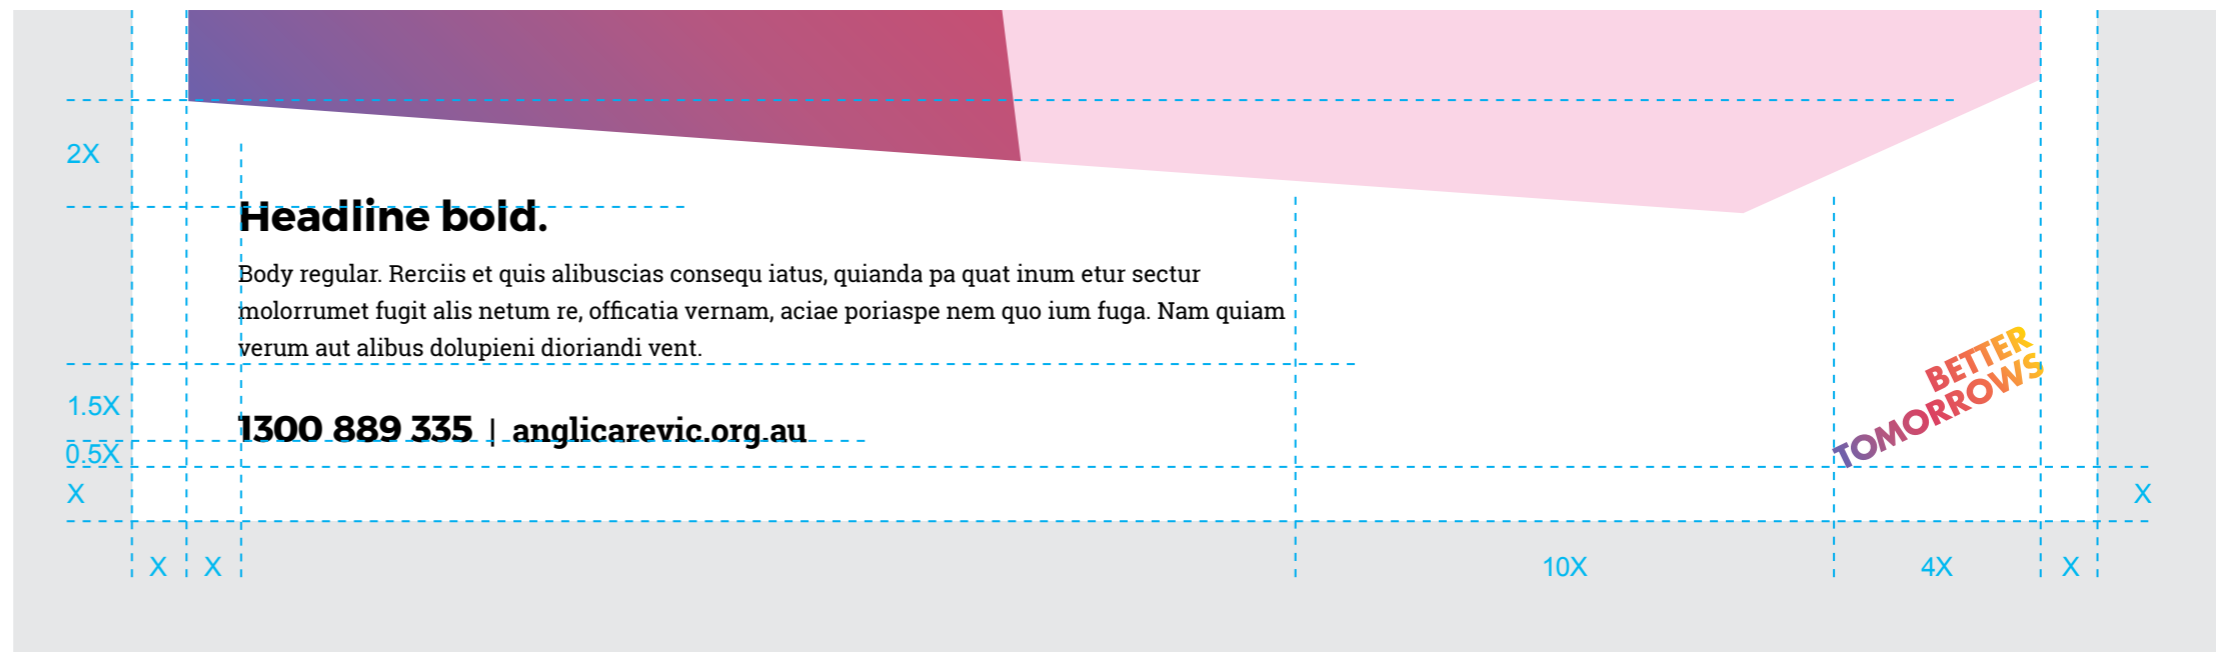 2X
Headline bold.
Body regular. Rerciis et quis alibuscias consequ iatus, quianda pa quat inum etur sectur
molorrumet fugit alis netum re, officatia vernam, aciae poriaspe nem quo ium fuga. Nam quiam
verum aut alibus dolupieni dioriandi vent.
BETTER
TOMORROWS
1.5X
1300 889 335 | anglicarevic.org.au
0.5X
X
X
X
X
10X
4X
X